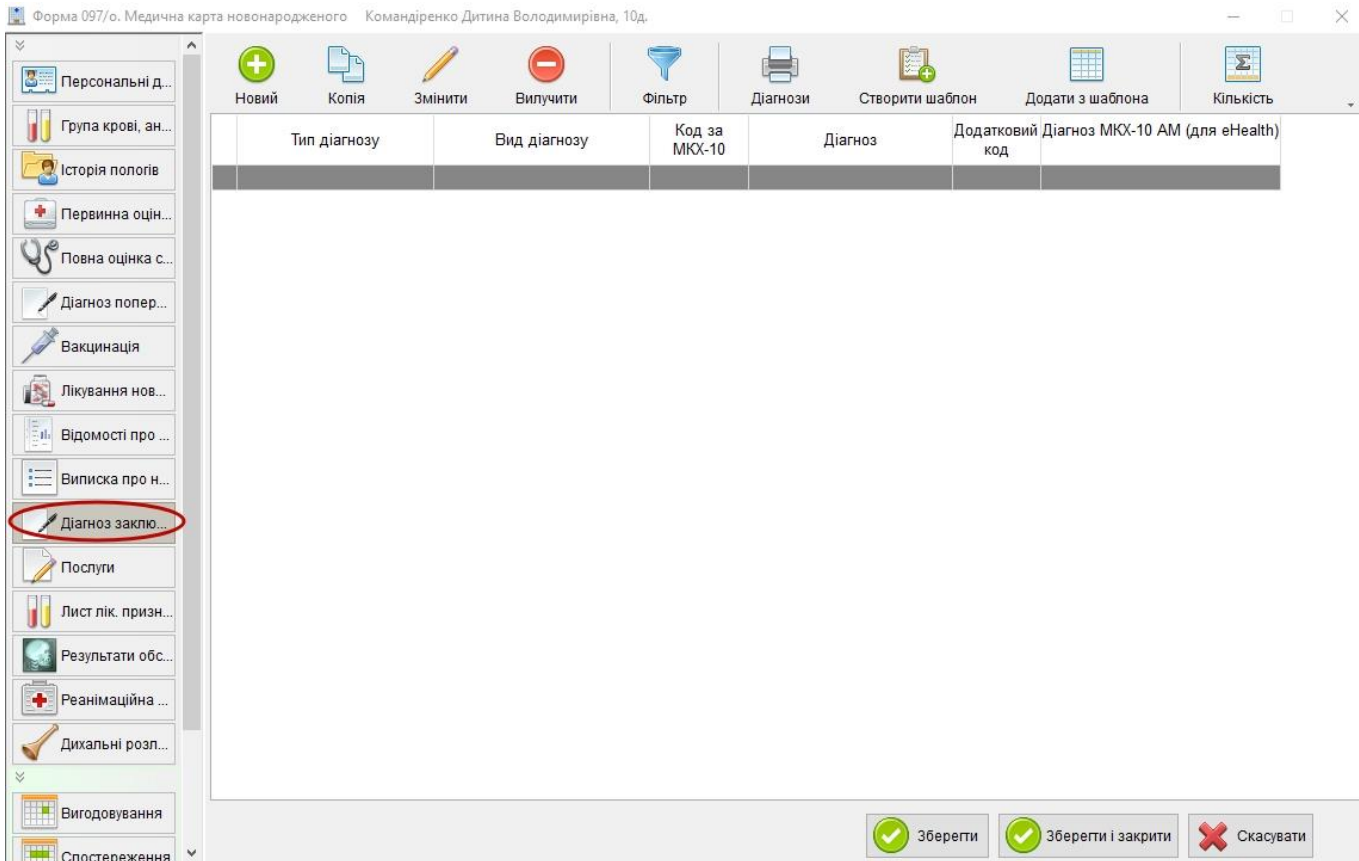 Форма 097/о. Медична карта новонародженого Командіренко Дитина Володимирівна, 10д.
Персональні д...
Група крові, ан...
Історія пологів
Первинна оцін...
Повна оцінка с...
Діагноз попер...
Вакцинація
Лікування нов...
Відомості про ...
Виписка про н...
Діагноз заклю...
Послуги
Лист лік. призн...
Результати обс...
Реанімаційна ...
Дихальні розл...
Вигодовування
Спостереження
Новий Копія Змінити Вилучити Фільтр Діагнози Створити шаблон Додати з шаблона Кількість
Тип діагнозу
Вид діагнозу
Код за
МКХ-10
Діагноз
Додатковий
код
Діагноз МКХ-10 АМ (для eHealth)
Зберегти Зберегти і закрити Скасувати